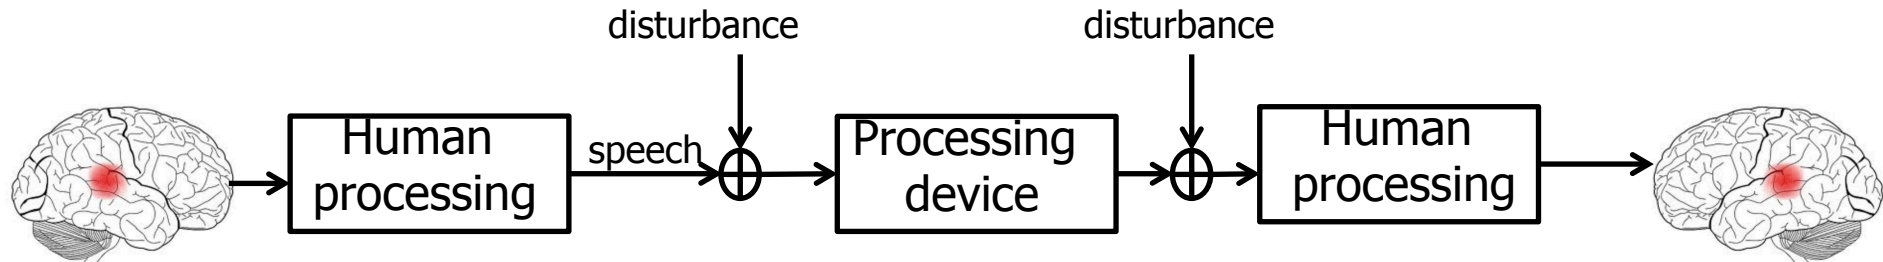 disturbance
disturbance
Human
processing
speech
Processing
device
Human
processing